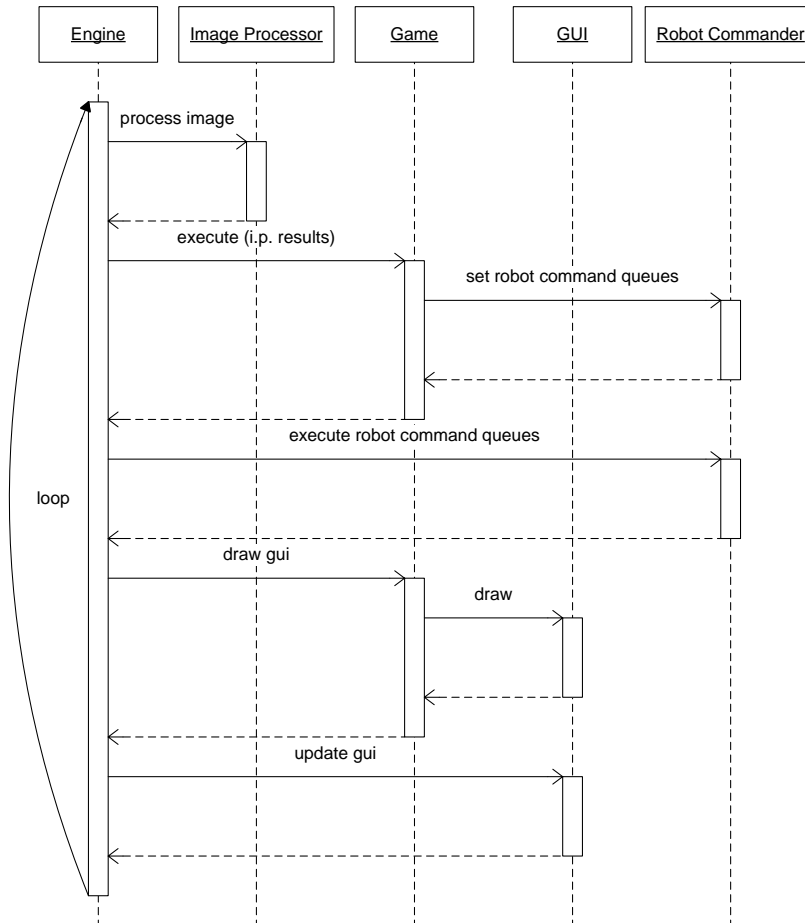 Engine
Image Processor
Game
GUI
Robot Commander
process image
execute (i.p. results)
set robot command queues
execute robot command queues
loop
draw gui
draw
update gui